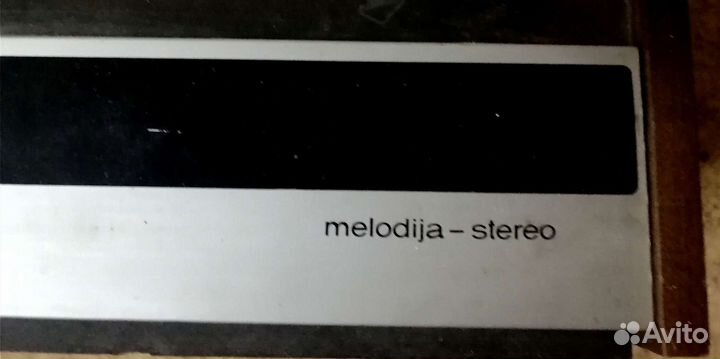 melodija – stereo
Avito